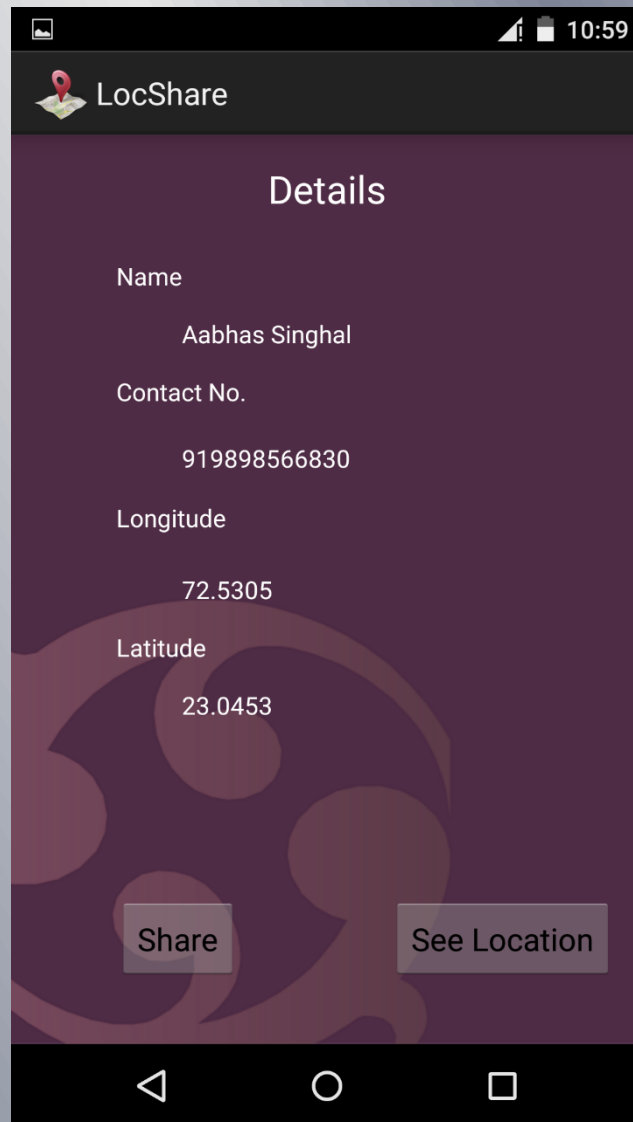 10:59
LocShare
Details
Name
Aabhas Singhal
Contact No.
919898566830
Longitude
72.5305
Latitude
23.0453
Share
See Location